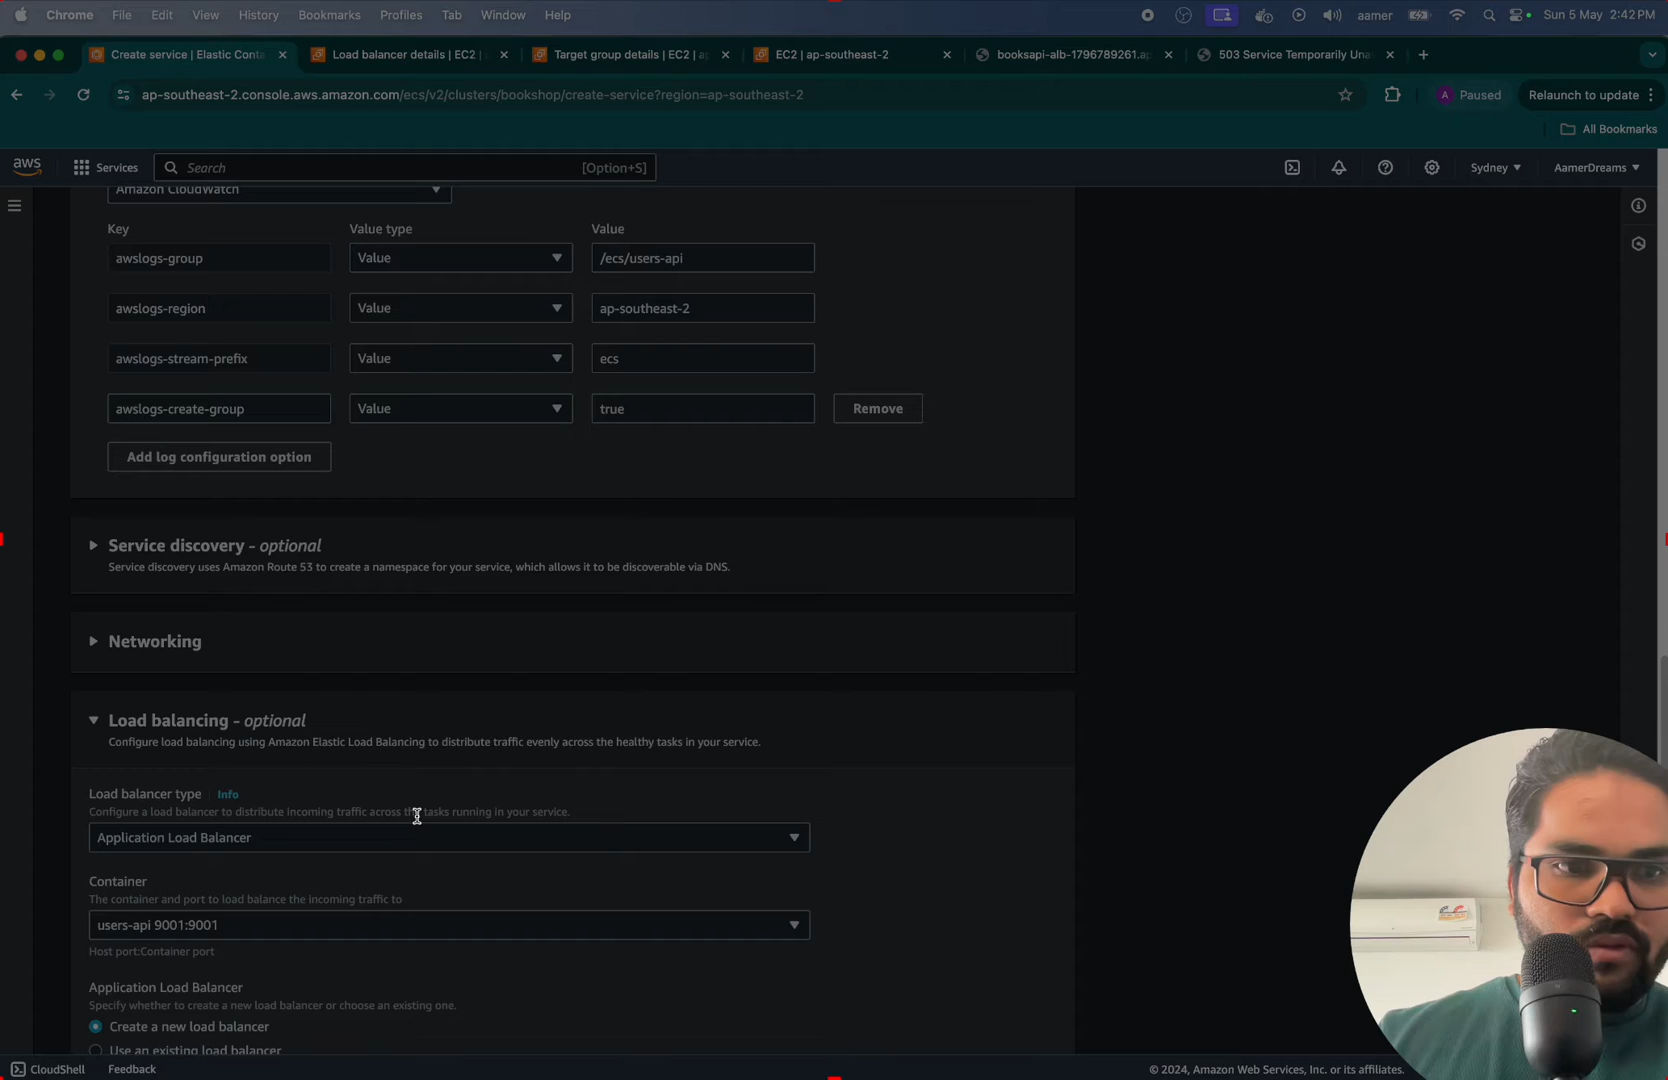 Chrome File Edit View History Bookmarks Profiles Tab Window Help aamer Sun 5 May 2:42 PM
Create service | Elastic Conta Load balancer details | EC2 | Target group details | EC2 | ap EC2 | ap-southeast-2 booksapi-alb-1796789261.ap 503 Service Temporarily Una
ap-southeast-2.console.aws.amazon.com/ecs/v2/clusters/bookshop/create-service?region=ap-southeast-2 A Paused Relaunch to update
All Bookmarks
aws Services Search [Option+S] Sydney AamerDreams
Amazon CloudWatch
Key Value type Value
awslogs-group Value /ecs/users-api
awslogs-region Value ap-southeast-2
awslogs-stream-prefix Value ecs
awslogs-create-group Value true Remove
Add log configuration option
Service discovery - optional
Service discovery uses Amazon Route 53 to create a namespace for your service, which allows it to be discoverable via DNS.
Networking
Load balancing - optional
Configure load balancing using Amazon Elastic Load Balancing to distribute traffic evenly across the healthy tasks in your service.
Load balancer type Info
Configure a load balancer to distribute incoming traffic across the tasks running in your service.
Application Load Balancer
Container
The container and port to load balance the incoming traffic to
users-api 9001:9001
Host port:Container port
Application Load Balancer
Specify whether to create a new load balancer or choose an existing one.
Create a new load balancer
Use an existing load balancer
CloudShell Feedback © 2024, Amazon Web Services, Inc. or its affiliates.